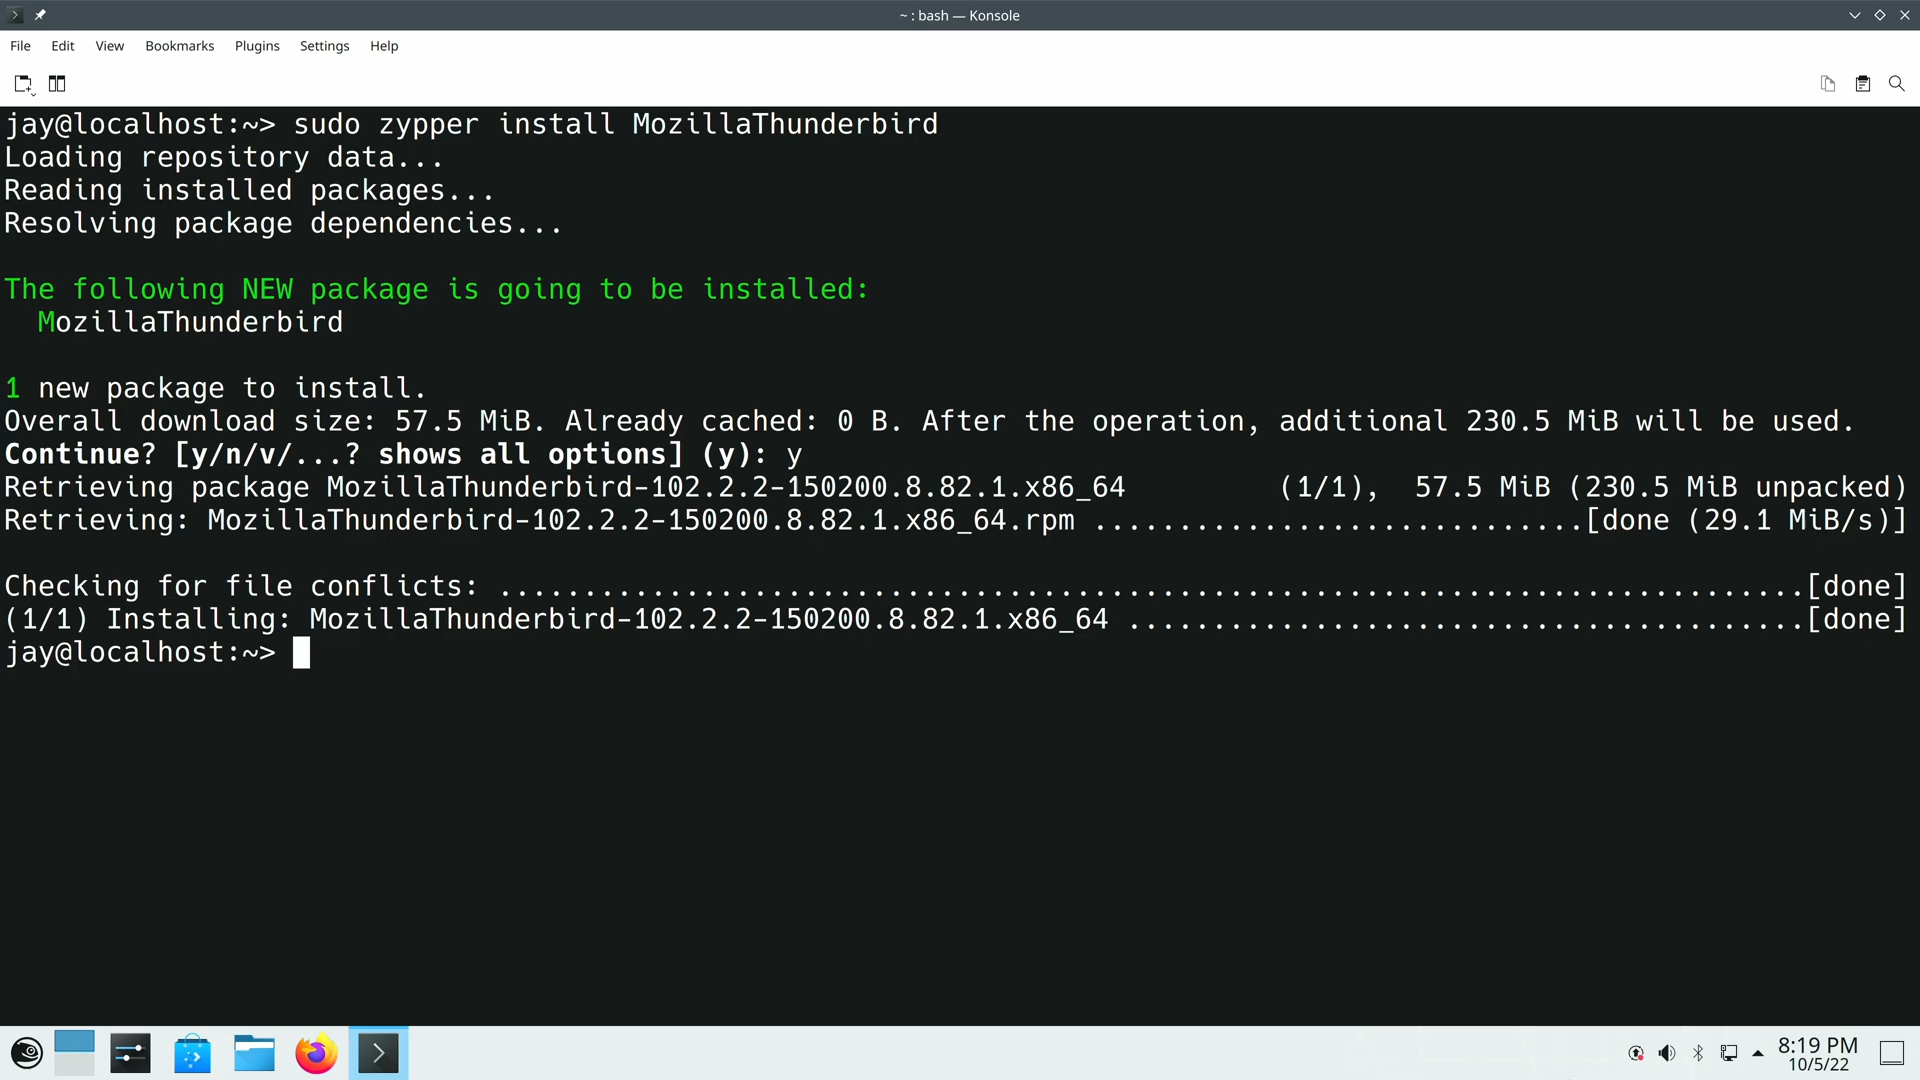 ~ : bash — Konsole
File Edit View Bookmarks Plugins Settings Help
jay@localhost:~> sudo zypper install MozillaThunderbird
Loading repository data...
Reading installed packages...
Resolving package dependencies...
The following NEW package is going to be installed:
MozillaThunderbird
1 new package to install.
Overall download size: 57.5 MiB. Already cached: 0 B. After the operation, additional 230.5 MiB will be used.
Continue? [y/n/v/...? shows all options] (y): y
Retrieving package MozillaThunderbird-102.2.2-150200.8.82.1.x86_64 (1/1), 57.5 MiB (230.5 MiB unpacked)
Retrieving: MozillaThunderbird-102.2.2-150200.8.82.1.x86_64.rpm .............................[done (29.1 MiB/s)]
Checking for file conflicts: .............................................................................[done]
(1/1) Installing: MozillaThunderbird-102.2.2-150200.8.82.1.x86_64 ........................................[done]
jay@localhost:~>
8:19 PM
10/5/22